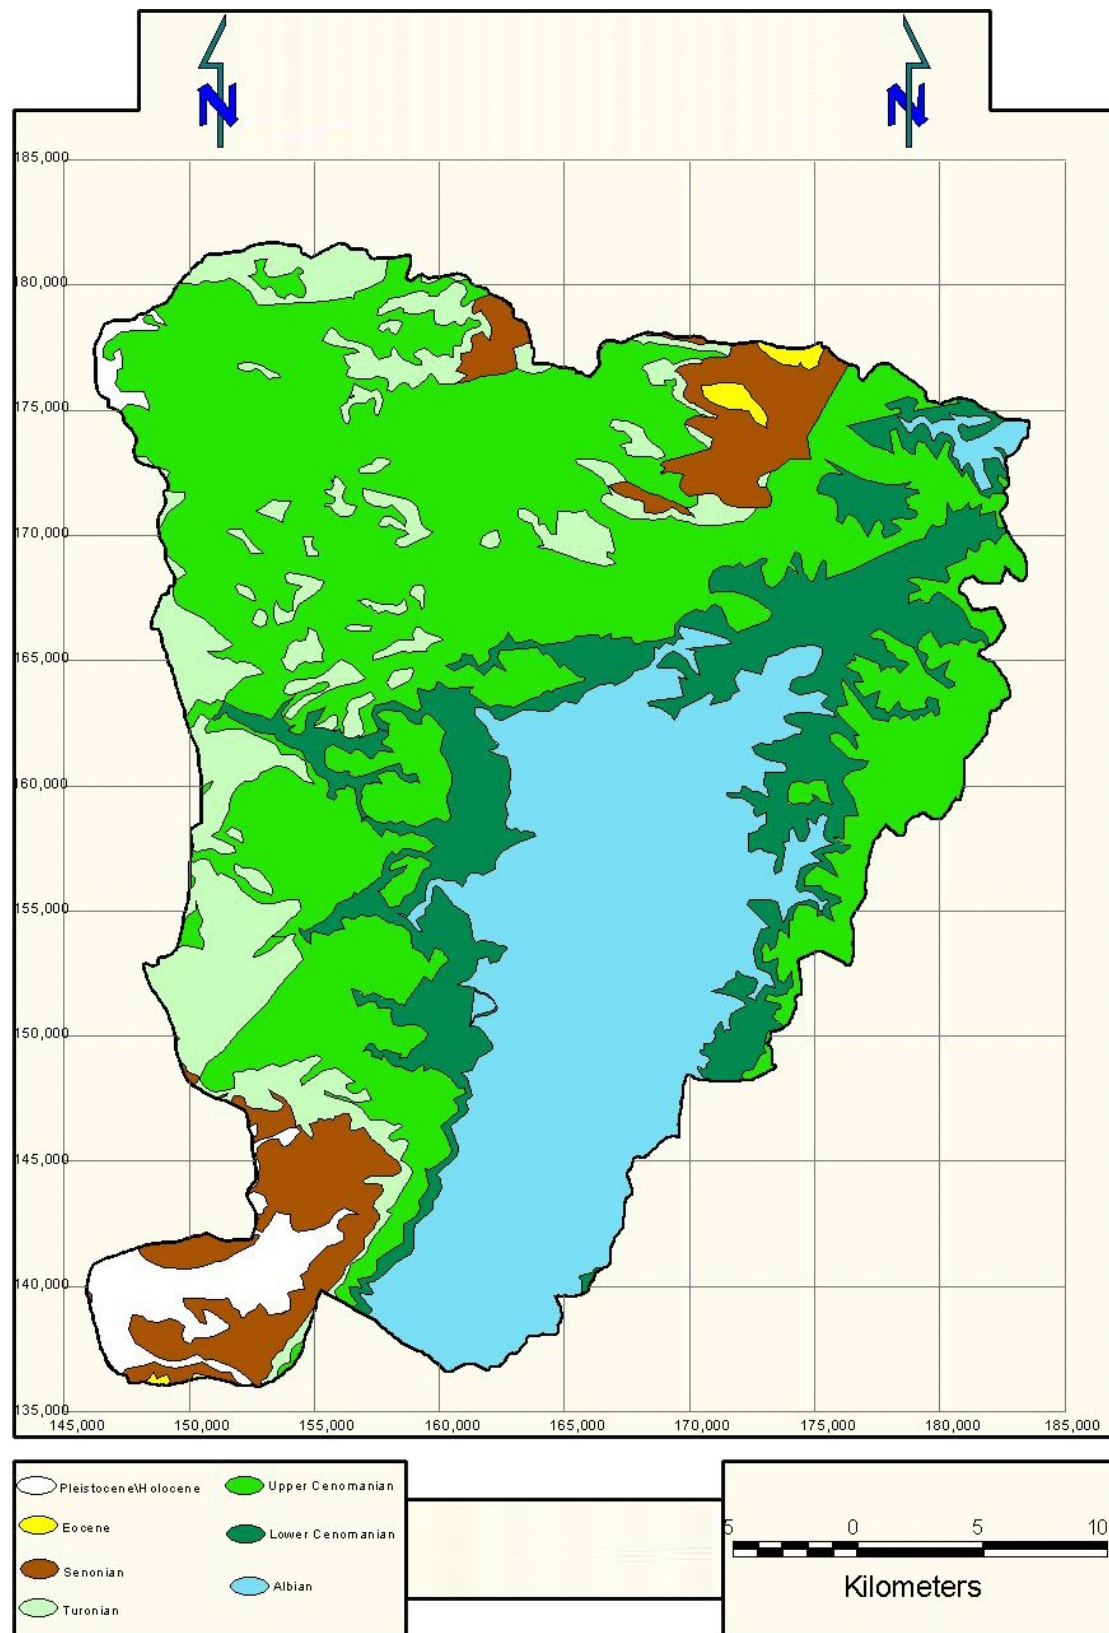 N N
185,000
180,000
175,000
170,000
165,000
160,000
155,000
150,000
145,000
140,000
135,000
145,000 150,000 155,000 160,000 165,000 170,000 175,000 180,000 185,000
Pleistocene\Holocene
Eocene
Senonian
Turonian
Upper Cenomanian
Lower Cenomanian
Albian
5 0 5 10
Kilometers